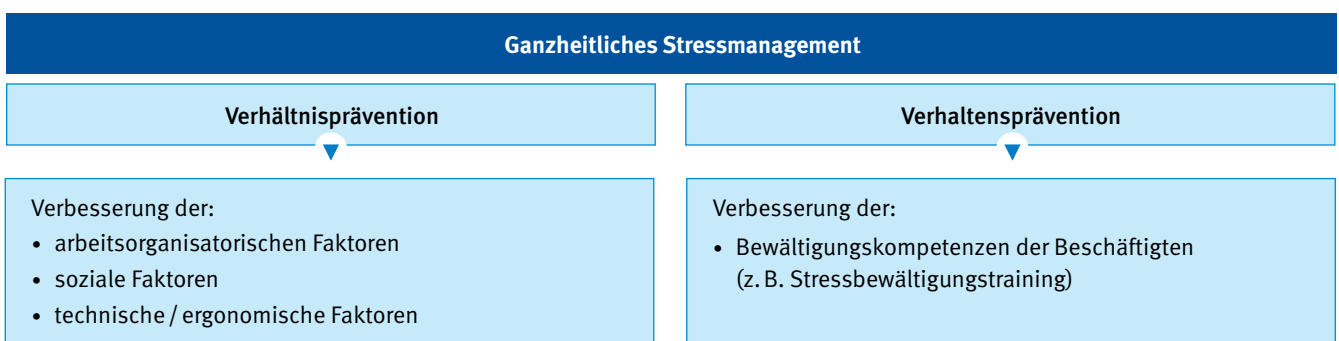 Ganzheitliches Stressmanagement
Verhältnisprävention
Verbesserung der:
• arbeitsorganisatorischen Faktoren
• soziale Faktoren
• technische / ergonomische Faktoren
Verhaltensprävention
Verbesserung der:
• Bewältigungskompetenzen der Beschäftigten
(z. B. Stressbewältigungstraining)